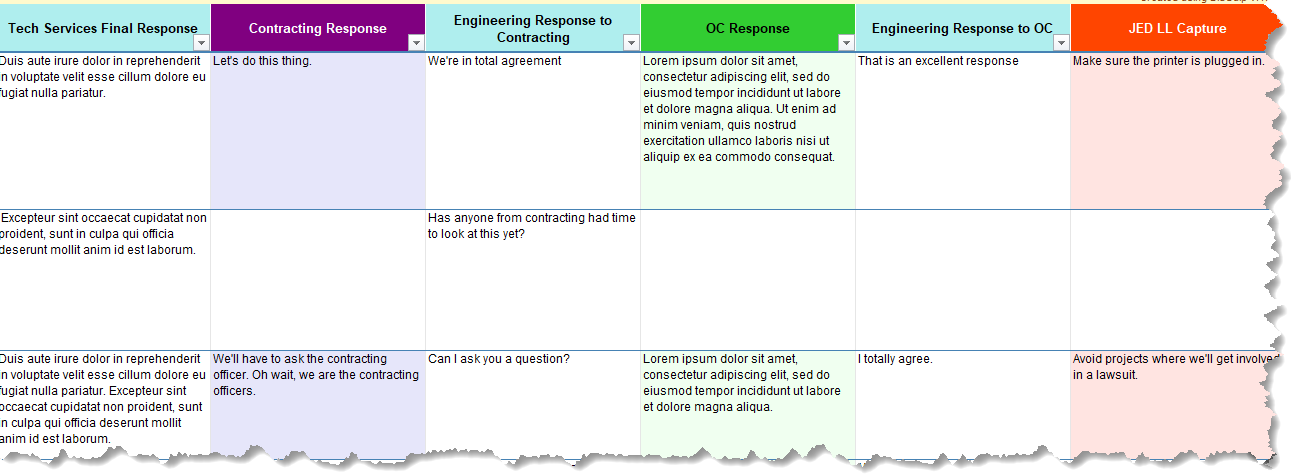 Tech Services Final Response
Contracting Response
Engineering Response to
Contracting
OC Response
Engineering Response to OC
JED LL Capture
Duis aute irure dolor in reprehenderit
in voluptate velit esse cillum dolore eu
fugiat nulla pariatur.
Let's do this thing.
We're in total agreement
Lorem ipsum dolor sit amet,
consectetur adipiscing elit, sed do
eiusmod tempor incididunt ut labore
et dolore magna aliqua. Ut enim ad
minim veniam, quis nostrud
exercitation ullamco laboris nisi ut
aliquip ex ea commodo consequat.
That is an excellent response
Make sure the printer is plugged in.
Excepteur sint occaecat cupidatat non
proident, sunt in culpa qui officia
deserunt mollit anim id est laborum.
Has anyone from contracting had time
to look at this yet?
Duis aute irure dolor in reprehenderit
in voluptate velit esse cillum dolore eu
fugiat nulla pariatur. Excepteur sint
occaecat cupidatat non proident, sunt
in culpa qui officia deserunt mollit
anim id est laborum.
We'll have to ask the contracting
officer. Oh wait, we are the contracting
officers.
Can I ask you a question?
Lorem ipsum dolor sit amet,
consectetur adipiscing elit, sed do
eiusmod tempor incididunt ut labore
et dolore magna aliqua.
I totally agree.
Avoid projects where we'll get involved
in a lawsuit.